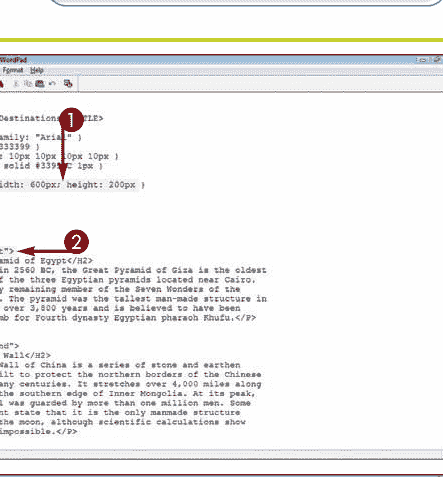 WordPad
Format Help
Destinations TLE>
1
amily: "Arial" )
333399 )
: 10px 10px 10px 10px )
solid #339 C 1px )
idth: 600px; height: 200px )
2
t">
amid of Egypt</H2>
in 2560 BC, the Great Pyramid of Giza is the oldest
f the three Egyptian pyramids located near Cairo.
y remaining member of the Seven Wonders of the
. The pyramid was the tallest man-made structure in
over 3,800 years and is believed to have been
mb for Fourth dynasty Egyptian pharaoh Khufu.</P>
nd">
Wall</H2>
Wall of China is a series of stone and earthen
ilt to protect the northern borders of the Chinese
any centuries. It stretches over 4,000 miles along
the southern edge of Inner Mongolia. At its peak,
l was guarded by more than one million men. Some
nt state that it is the only manmade structure
the moon, although scientific calculations show
impossible.</P>